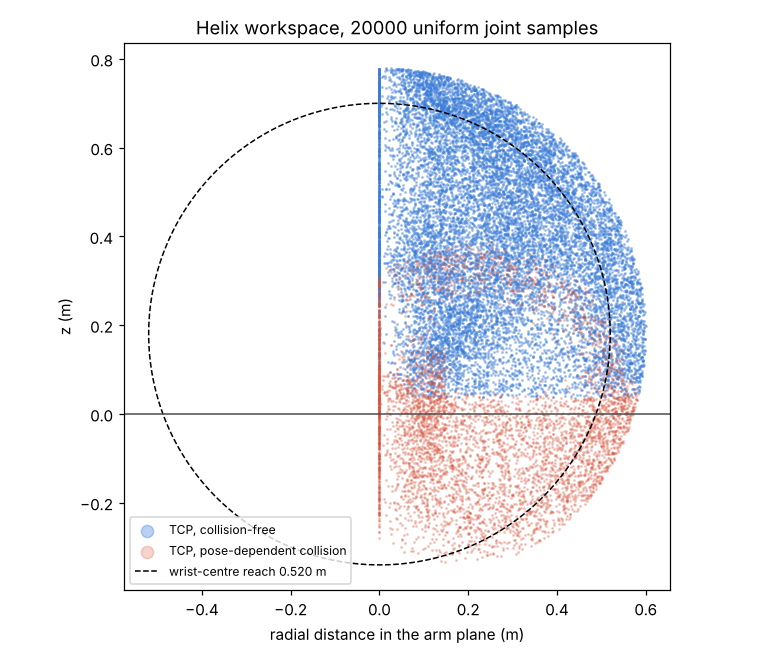 Helix workspace, 20000 uniform joint samples
0.8
0.6
0.4
0.2
0.0
−0.2
z (m)
TCP, collision-free
TCP, pose-dependent collision
wrist-centre reach 0.520 m
−0.4 −0.2 0.0 0.2 0.4 0.6
radial distance in the arm plane (m)